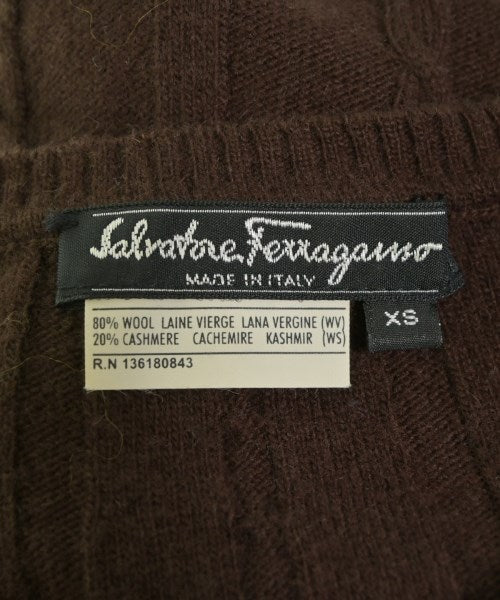 Salvatore Ferragamo
MADE IN ITALY
XS
80% WOOL LAINE VIERGE LANA VERGINE (WV)
20% CASHMERE CACHEMIRE KASHMIR (WS)
R.N 136180843